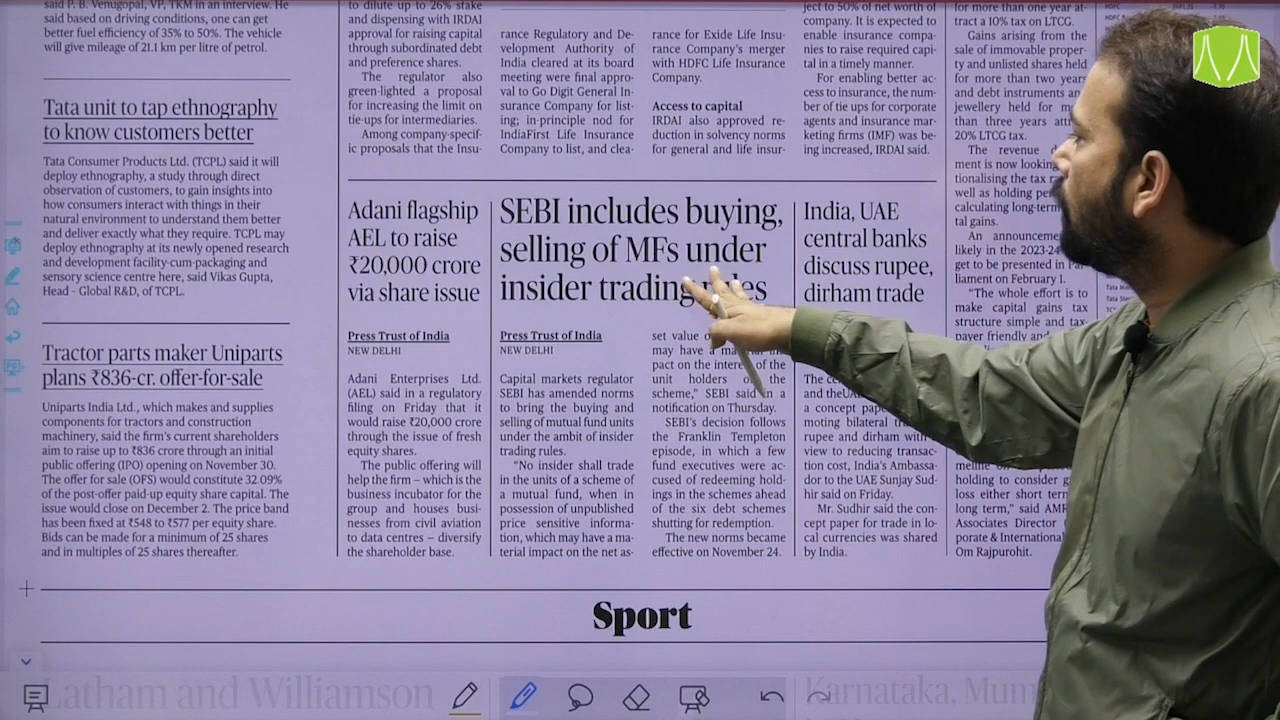 said P. B. Venugopal, VP, TKM in an interview. He
said based on driving conditions, one can get
better fuel efficiency of 35% to 50%. The vehicle
will give mileage of 21.1 km per litre of petrol.
Tata unit to tap ethnography
to know customers better
Tata Consumer Products Ltd. (TCPL) said it will
deploy ethnography, a study through direct
observation of customers, to gain insights into
how consumers interact with things in their
natural environment to understand them better
and deliver exactly what they require. TCPL may
deploy ethnography at its newly opened research
and development facility-cum-packaging and
sensory science centre here, said Vikas Gupta,
Head – Global R&D, of TCPL.
Tractor parts maker Uniparts
plans ₹836-cr. offer-for-sale
Uniparts India Ltd., which makes and supplies
components for tractors and construction
machinery, said the firm's current shareholders
aim to raise up to ₹836 crore through an initial
public offering (IPO) opening on November 30.
The offer for sale (OFS) would constitute 32.09%
of the post-offer paid-up equity share capital. The
issue would close on December 2. The price band
has been fixed at ₹548 to ₹577 per equity share.
Bids can be made for a minimum of 25 shares
and in multiples of 25 shares thereafter.
to dilute up to 26% stake
and dispensing with IRDAI
approval for raising capital
through subordinated debt
and preference shares.
The regulator also
green-lighted a proposal
for increasing the limit on
tie-ups for intermediaries.
Among company-specif-
ic proposals that the Insu-
rance Regulatory and De-
velopment Authority of
India cleared at its board
meeting were final appro-
val to Go Digit General In-
surance Company for list-
ing; in-principle nod for
IndiaFirst Life Insurance
Company to list, and clea-
rance for Exide Life Insu-
rance Company's merger
with HDFC Life Insurance
Company.
Access to capital
IRDAI also approved re-
duction in solvency norms
for general and life insur-
ject to 50% of net worth of
company. It is expected to
enable insurance compa-
nies to raise required capi-
tal in a timely manner.
For enabling better ac-
cess to insurance, the num-
ber of tie ups for corporate
agents and insurance mar-
keting firms (IMF) was be-
ing increased, IRDAI said.
Adani flagship
AEL to raise
₹20,000 crore
via share issue
Press Trust of India
NEW DELHI
Adani Enterprises Ltd.
(AEL) said in a regulatory
filing on Friday that it
would raise ₹20,000 crore
through the issue of fresh
equity shares.
The public offering will
help the firm – which is the
business incubator for the
group and houses busi-
nesses from civil aviation
to data centres – diversify
the shareholder base.
SEBI includes buying,
selling of MFs under
insider trading rules
Press Trust of India
NEW DELHI
Capital markets regulator
SEBI has amended norms
to bring the buying and
selling of mutual fund units
under the ambit of insider
trading rules.
"No insider shall trade
in the units of a scheme of
a mutual fund, when in
possession of unpublished
price sensitive informa-
tion, which may have a ma-
terial impact on the net as-
set value
may have a
pact on the interest of the
unit holders of the
scheme," SEBI said in a
notification on Thursday.
SEBI's decision follows
the Franklin Templeton
episode, in which a few
fund executives were ac-
cused of redeeming hold-
ings in the schemes ahead
of the six debt schemes
shutting for redemption.
The new norms became
effective on November 24.
India, UAE
central banks
discuss rupee,
dirham trade
The
and the UAE
a concept
moting bilateral
rupee and dirham with
view to reducing transac-
tion cost, India's Ambassa-
dor to the UAE Sunjay Sud-
hir said on Friday.
Mr. Sudhir said the con-
cept paper for trade in lo-
cal currencies was shared
by India.
for more than one year at-
tract a 10% tax on LTCG.
Gains arising from the
sale of immovable proper-
ty and unlisted shares held
for more than two years
and debt instruments
jewellery held for
than three years
20% LTCG tax.
The revenue
ment is now looking
tionalising the tax
well as holding
calculating long-term
tal gains.
An announcement
likely in the 2023-24
get to be presented in Par-
liament on February 1.
"The whole effort is to
make capital gains tax
structure simple and tax-
payer friendly and
holding to consider
loss either short term
long term," said
Associates Director
porate & International
Om Rajpurohit.
Sport
Latham and Williamson
Karnataka,